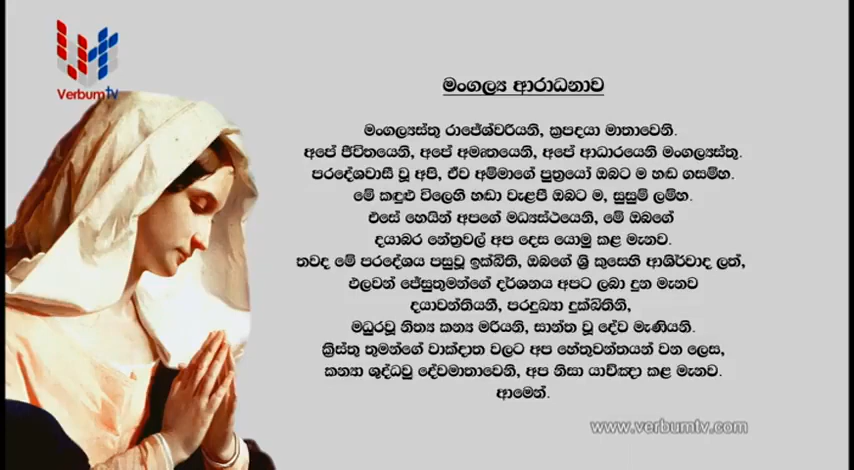 VerbumTV
මංගල්‍ය ආරාධනාව
මංගල්‍යස්තු රාජේශ්වරියනි, ක්‍රපදයා මාතාවෙනි.
අපේ ජීවිතයෙනි, අපේ අමෘතයෙනි, අපේ ආධාරයෙනි මංගල්‍යස්තු.
පරදේශවාසී වූ අපි, ඒව අම්මාගේ පුත්‍රයෝ ඔබට ම හඬ ගසම්හ.
මේ කඳුළු විලෙහි හඬා වැළපී ඔබට ම, සුසුම් ලම්හ.
එසේ හෙයින් අපගේ මධ්‍යස්ථයෙනි, මේ ඔබගේ
දයාබර නේත්‍රවල් අප දෙස යොමු කළ මැනව.
තවද මේ පරදේශය පසුවූ ඉක්බිති, ඔබගේ ශ්‍රී කුසෙහි ආශිර්වාද ලත්,
ඵලවන් ජේසුතුමන්ගේ දර්ශනය අපට ලබා දුන මැනව
දයාවන්තියනී, පරදුඛ්‍යා දුක්ඛිතිනි,
මධුරවූ නිත්‍ය කන්‍ය මරියනි, සාන්ත වූ දේව මැණියනි.
ක්‍රිස්තු තුමන්ගේ වාක්දාන වලට අප හේතුවන්තයන් වන ලෙස,
කන්‍යා ශුද්ධවු දේවමාතාවෙනි, අප නිසා යාච්ඤා කළ මැනව.
ආමෙන්.
www.verbumtv.com